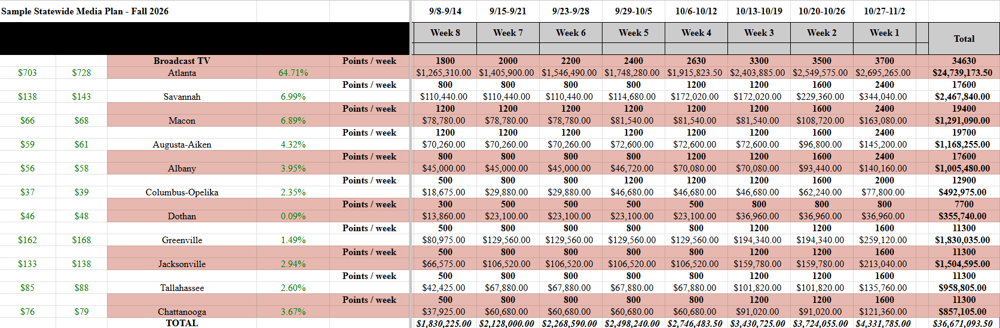 Sample Statewide Media Plan - Fall 2026 9/8-9/14 9/15-9/21 9/23-9/28 9/29-10/5 10/6-10/12 10/13-10/19 10/20-10/26 10/27-11/2
Week 8 Week 7 Week 6 Week 5 Week 4 Week 3 Week 2 Week 1 Total
Broadcast TV Points / week 1800 2000 2200 2400 2630 3300 3500 3700 34630
$703 $728 Atlanta 64.71% $1,265,310.00 $1,405,900.00 $1,546,490.00 $1,748,280.00 $1,915,823.50 $2,403,885.00 $2,549,575.00 $2,695,265.00 $24,739,173.50
Points / week 800 800 800 800 1200 1200 1600 2400 17600
$138 $143 Savannah 6.99% $110,440.00 $110,440.00 $110,440.00 $114,680.00 $172,020.00 $172,020.00 $229,360.00 $344,040.00 $2,467,840.00
Points / week 1200 1200 1200 1200 1200 1200 1600 2400 19400
$66 $68 Macon 6.89% $78,780.00 $78,780.00 $78,780.00 $81,540.00 $81,540.00 $81,540.00 $108,720.00 $163,080.00 $1,291,090.00
Points / week 1200 1200 1200 1200 1200 1200 1600 2400 19700
$59 $61 Augusta-Aiken 4.32% $70,260.00 $70,260.00 $70,260.00 $72,600.00 $72,600.00 $72,600.00 $96,800.00 $145,200.00 $1,168,255.00
Points / week 800 800 800 800 1200 1200 1600 2400 17600
$56 $58 Albany 3.95% $45,000.00 $45,000.00 $45,000.00 $46,720.00 $70,080.00 $70,080.00 $93,440.00 $140,160.00 $1,005,480.00
Points / week 500 800 800 1200 1200 1200 1600 2000 12900
$37 $39 Columbus-Opelika 2.35% $18,675.00 $29,880.00 $29,880.00 $46,680.00 $46,680.00 $46,680.00 $62,240.00 $77,800.00 $492,975.00
Points / week 300 500 500 500 500 800 800 800 7700
$46 $48 Dothan 0.09% $13,860.00 $23,100.00 $23,100.00 $23,100.00 $23,100.00 $36,960.00 $36,960.00 $36,960.00 $355,740.00
Points / week 500 800 800 800 800 1200 1200 1600 11300
$162 $168 Greenville 1.49% $80,975.00 $129,560.00 $129,560.00 $129,560.00 $129,560.00 $194,340.00 $194,340.00 $259,120.00 $1,830,035.00
Points / week 500 800 800 800 800 1200 1200 1600 11300
$133 $138 Jacksonville 2.94% $66,575.00 $106,520.00 $106,520.00 $106,520.00 $106,520.00 $159,780.00 $159,780.00 $213,040.00 $1,504,595.00
Points / week 500 800 800 800 800 1200 1200 1600 11300
$85 $88 Tallahassee 2.60% $42,425.00 $67,880.00 $67,880.00 $67,880.00 $67,880.00 $101,820.00 $101,820.00 $135,760.00 $958,805.00
Points / week 500 800 800 800 800 1200 1200 1600 11300
$76 $79 Chattanooga 3.67% $37,925.00 $60,680.00 $60,680.00 $60,680.00 $60,680.00 $91,020.00 $91,020.00 $121,360.00 $857,105.00
TOTAL $1,830,225.00 $2,128,000.00 $2,268,590.00 $2,498,240.00 $2,746,483.50 $3,430,725.00 $3,724,055.00 $4,331,785.00 $36,671,093.50